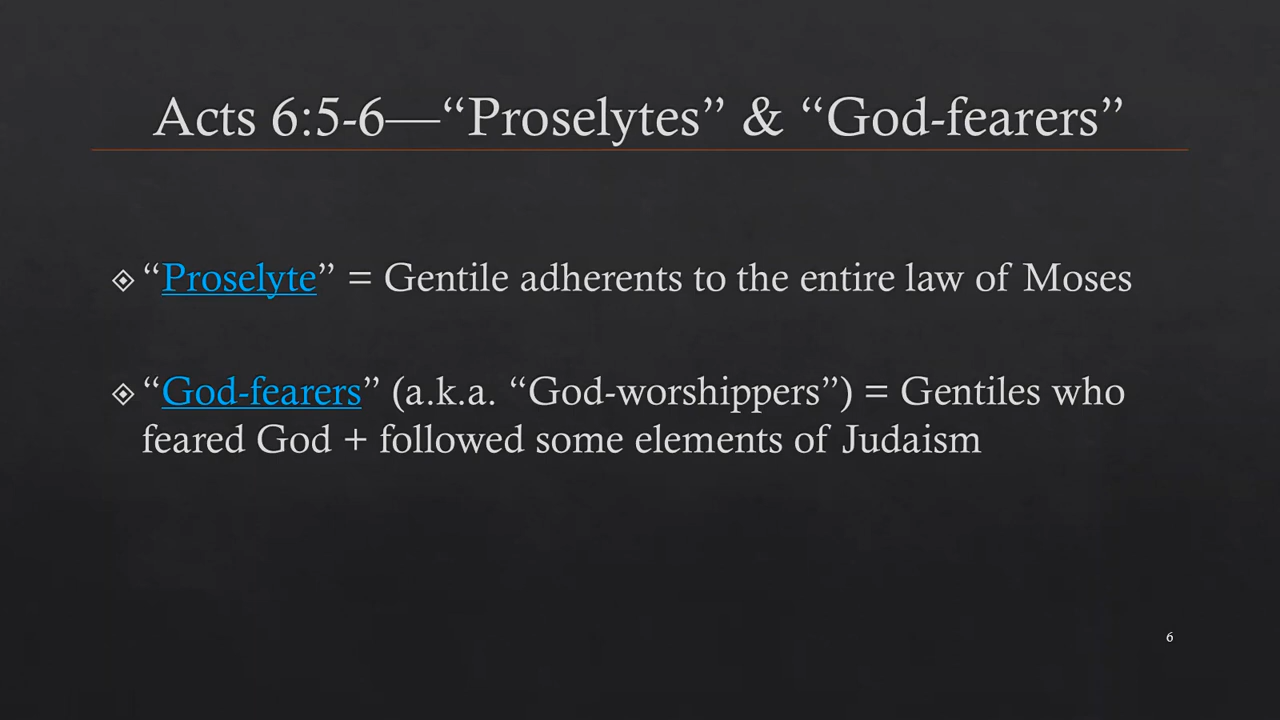 Acts 6:5-6—“Proselytes” & “God-fearers”
“Proselyte” = Gentile adherents to the entire law of Moses
“God-fearers” (a.k.a. “God-worshippers”) = Gentiles who
feared God + followed some elements of Judaism
6